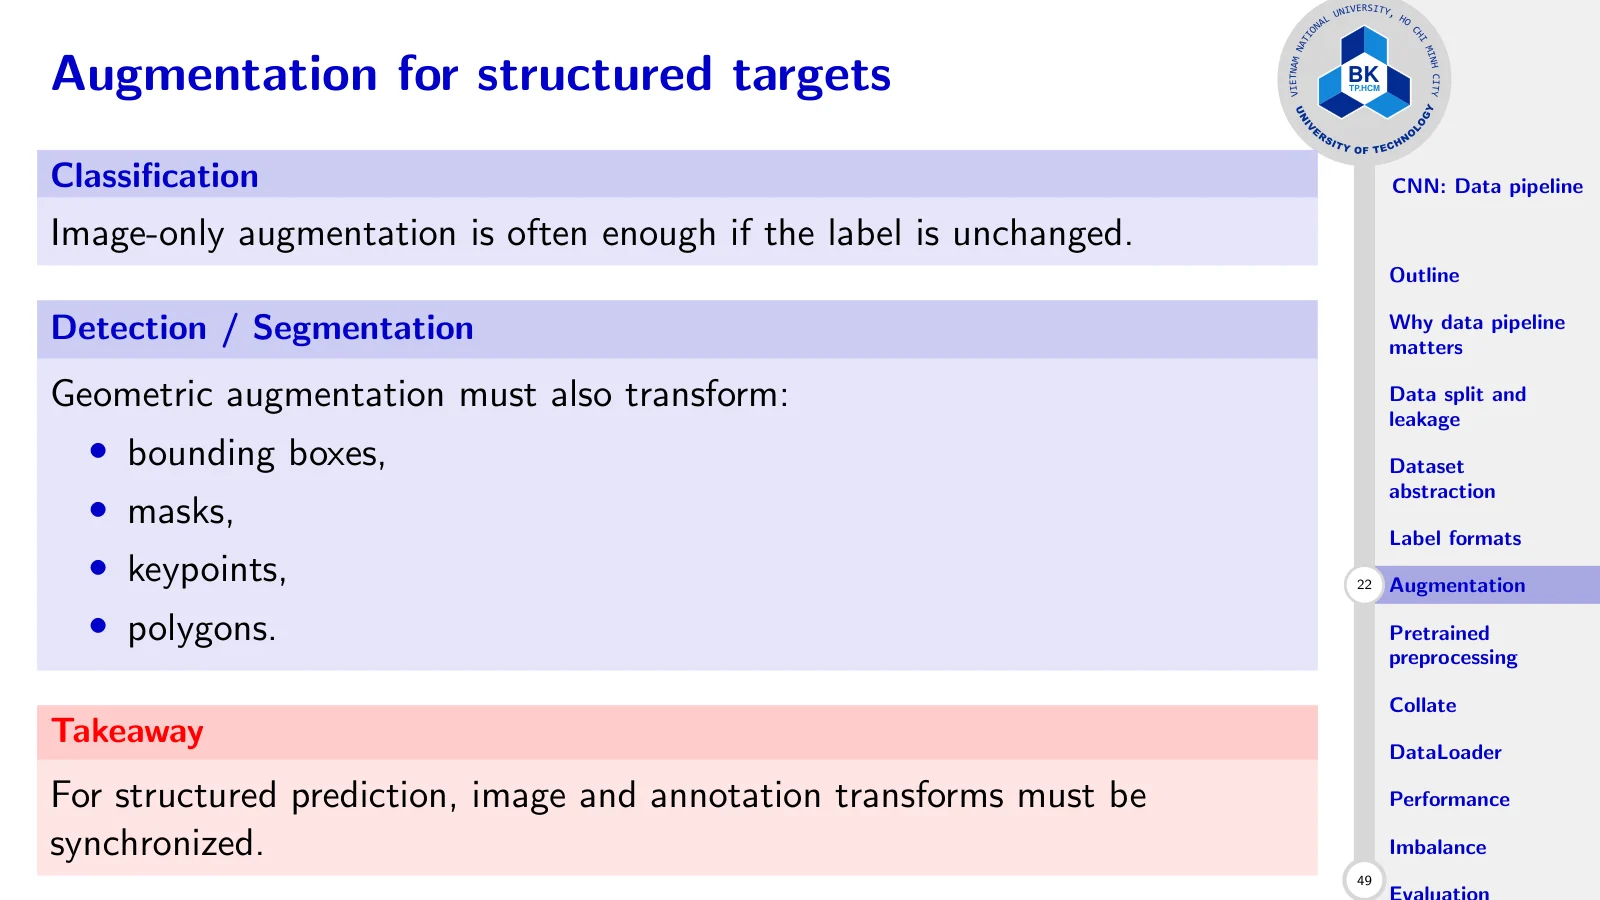 Augmentation for structured targets
Classification
Image-only augmentation is often enough if the label is unchanged.
Detection / Segmentation
Geometric augmentation must also transform:
• bounding boxes,
• masks,
• keypoints,
• polygons.
Takeaway
For structured prediction, image and annotation transforms must be
synchronized.
VIETNAM NATIONAL UNIVERSITY, HO CHI MINH CITY
BK
TP.HCM
UNIVERSITY OF TECHNOLOGY
CNN: Data pipeline
Outline
Why data pipeline
matters
Data split and
leakage
Dataset
abstraction
Label formats
22
Augmentation
Pretrained
preprocessing
Collate
DataLoader
Performance
Imbalance
49
Evaluation